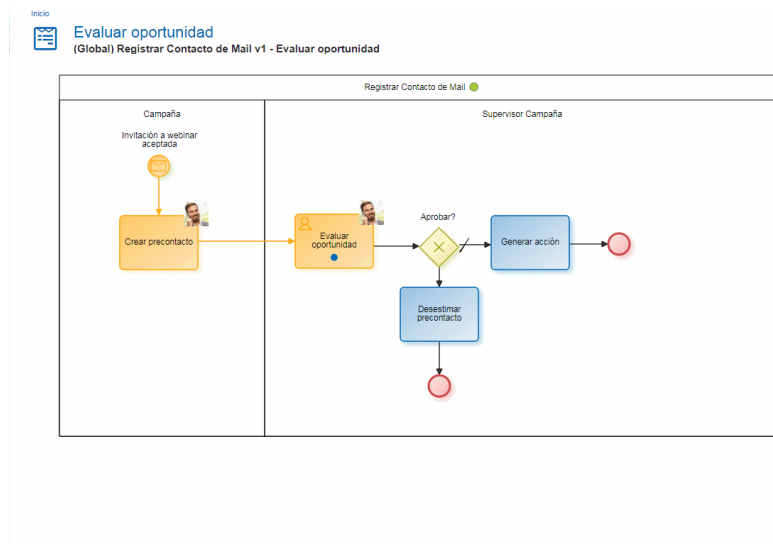 Inicio
Evaluar oportunidad
(Global) Registrar Contacto de Mail v1 - Evaluar oportunidad
Registrar Contacto de Mail
Campaña
Supervisor Campaña
Invitación a webinar
aceptada
Crear precontacto
Evaluar
oportunidad
Aprobar?
Generar acción
Desestimar
precontacto